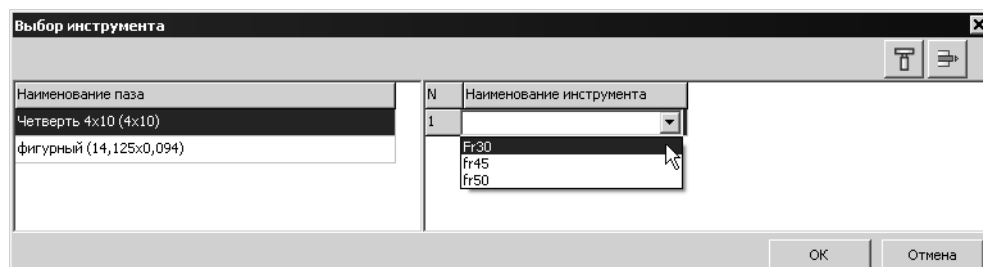 Выбор инструмента
Наименование паза
N Наименование инструмента
Четверть 4x10 (4x10)
1
фигурный (14,125x0,094)
Fr30
fr45
fr50
OK Отмена